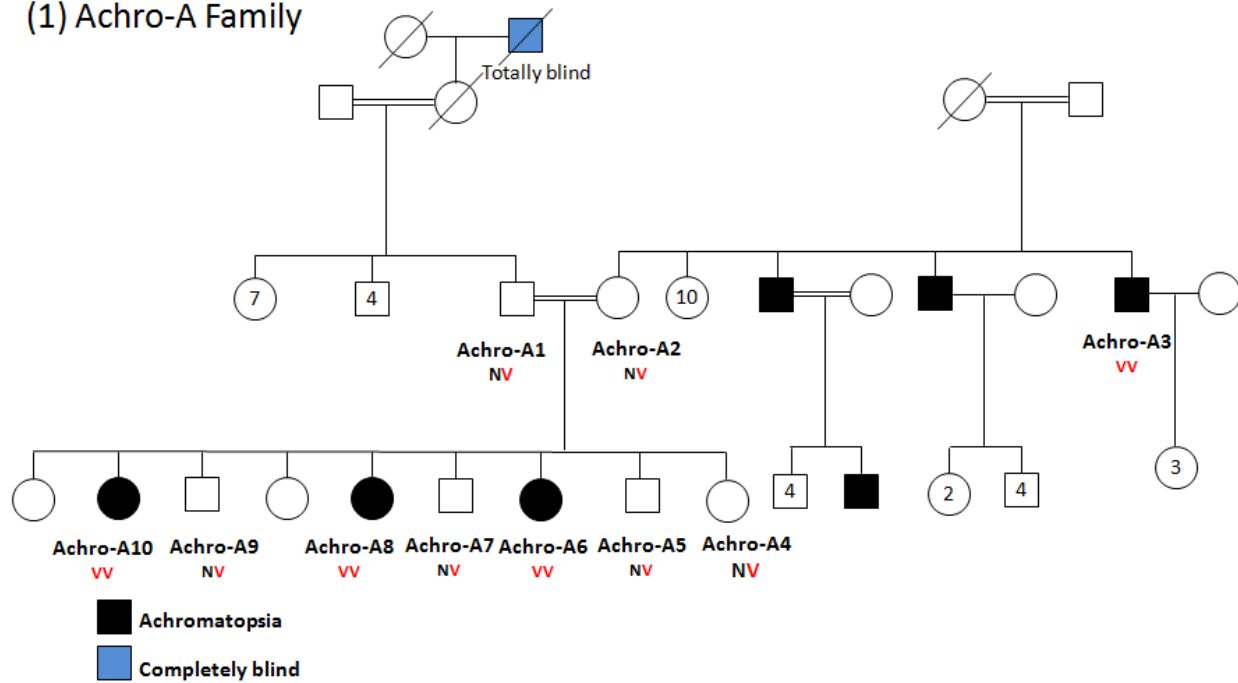 (1) Achro-A Family
Totally blind
7
4
10
Achro-A1
NV
Achro-A2
NV
Achro-A3
VV
4
2
4
3
Achro-A10
VV
Achro-A9
NV
Achro-A8
VV
Achro-A7
NV
Achro-A6
VV
Achro-A5
NV
Achro-A4
NV
Achromatopsia
Completely blind